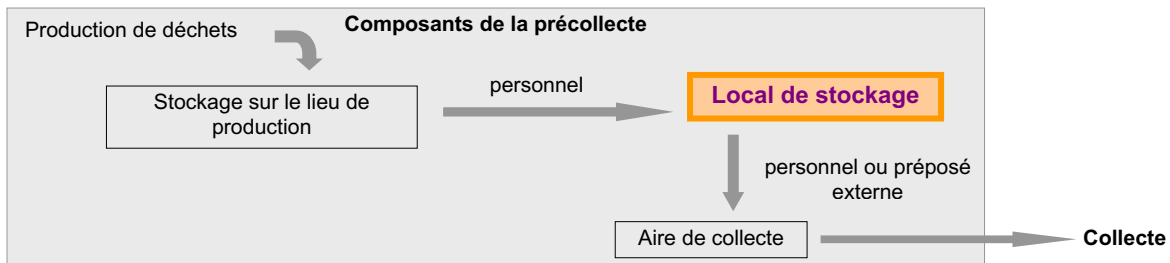 Production de déchets
Composants de la précollecte
Stockage sur le lieu de
production
personnel
Local de stockage
personnel ou préposé
externe
Aire de collecte
Collecte